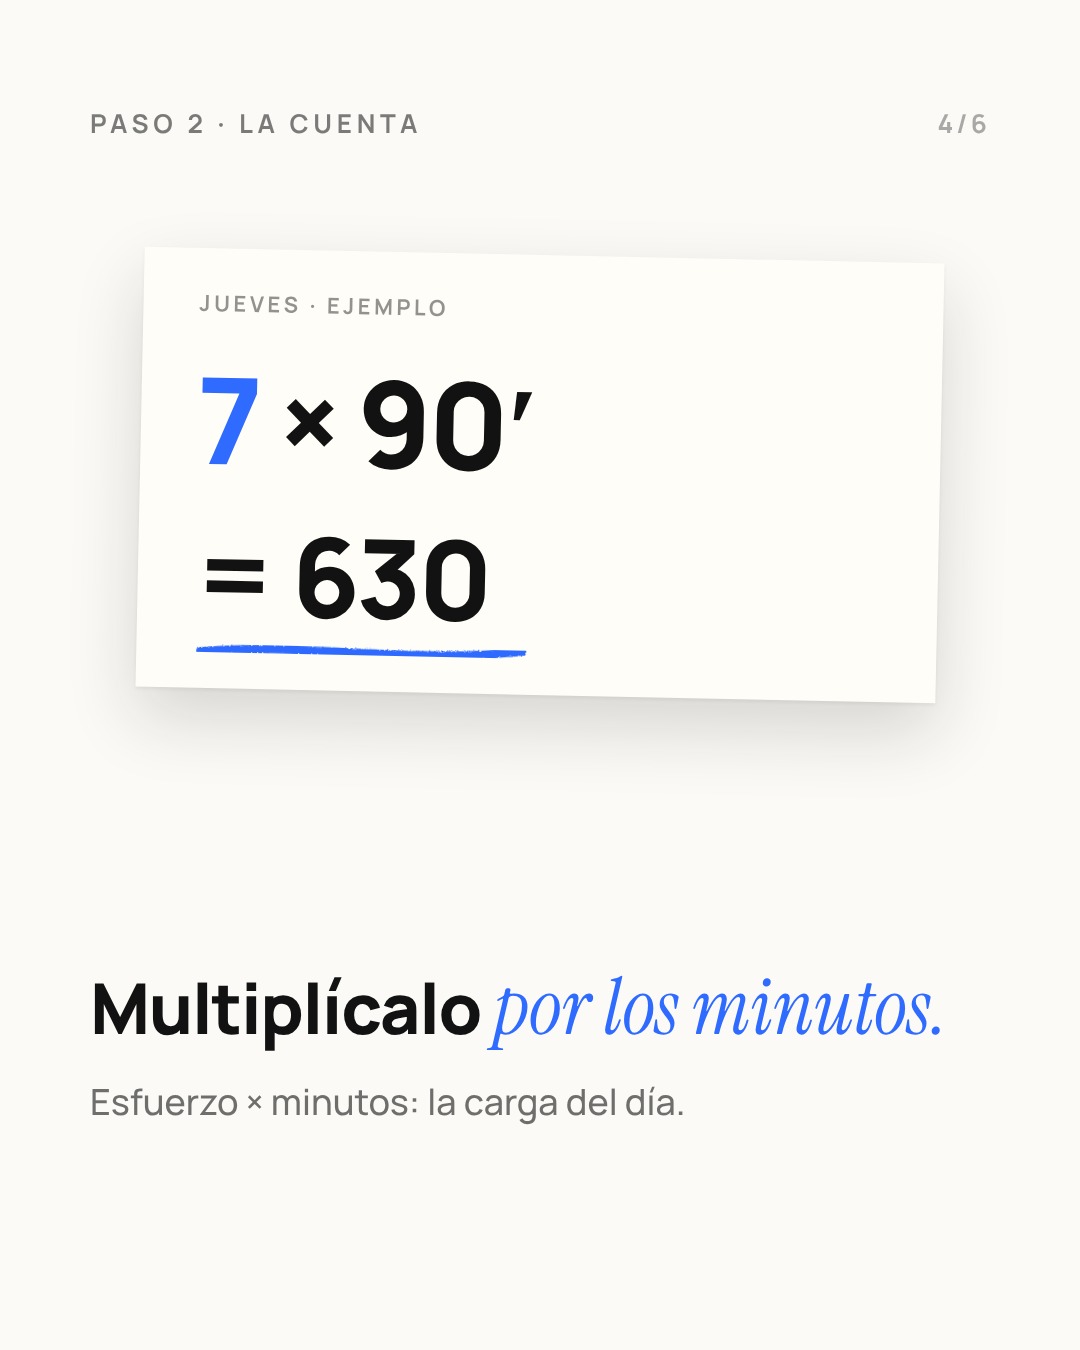 PASO 2 · LA CUENTA
4/6
JUEVES · EJEMPLO
7 × 90′
= 630
Multiplícalo por los minutos.
Esfuerzo × minutos: la carga del día.